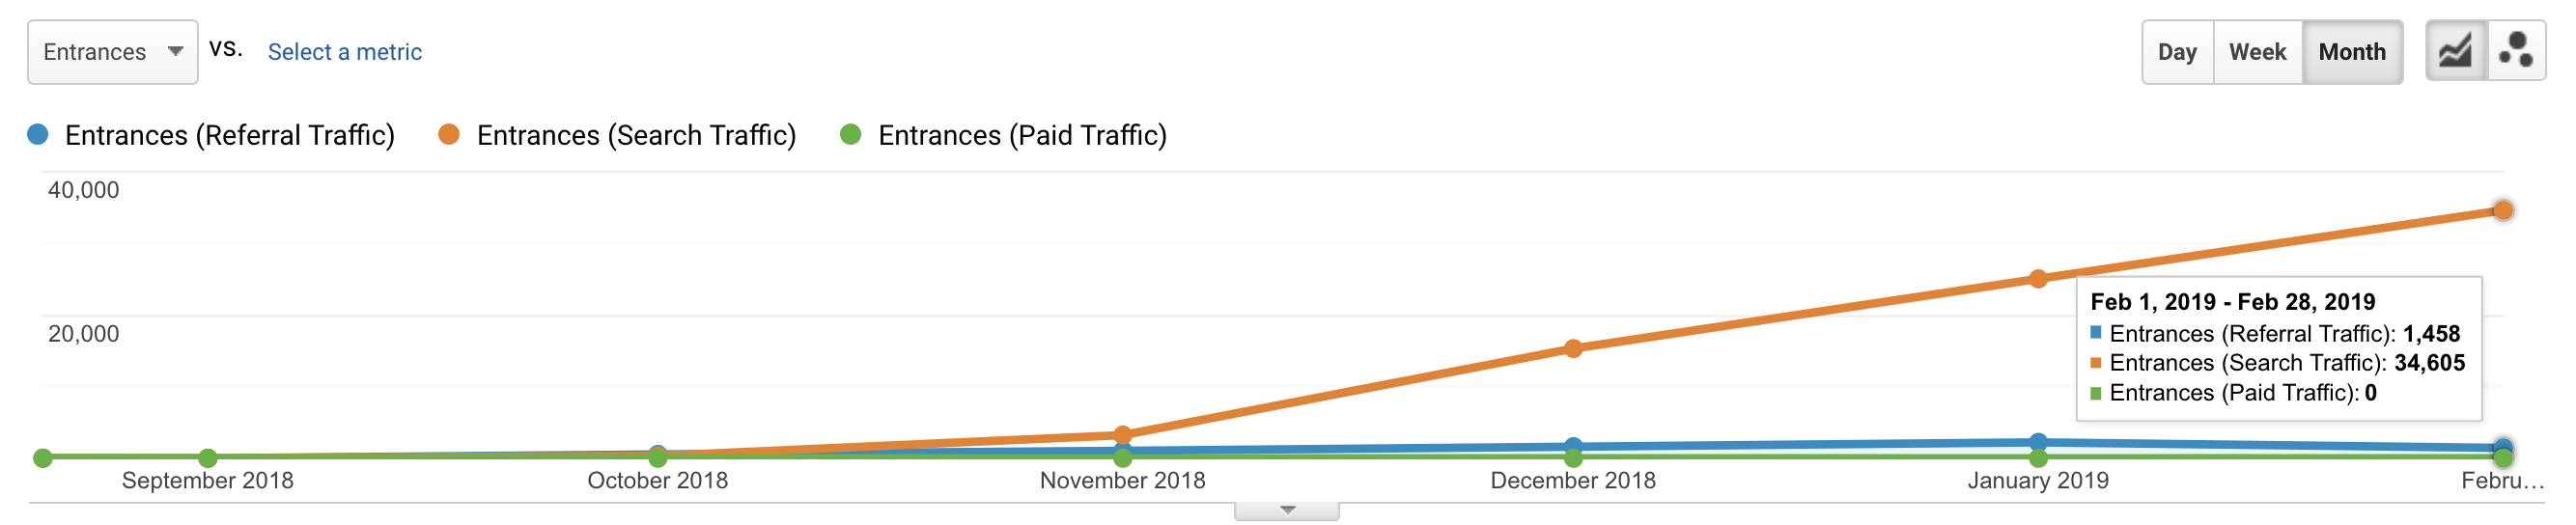 Entrances vs. Select a metric Day Week Month
Entrances (Referral Traffic) Entrances (Search Traffic) Entrances (Paid Traffic)
40,000
20,000
Feb 1, 2019 - Feb 28, 2019
Entrances (Referral Traffic): 1,458
Entrances (Search Traffic): 34,605
Entrances (Paid Traffic): 0
September 2018 October 2018 November 2018 December 2018 January 2019 Febru...